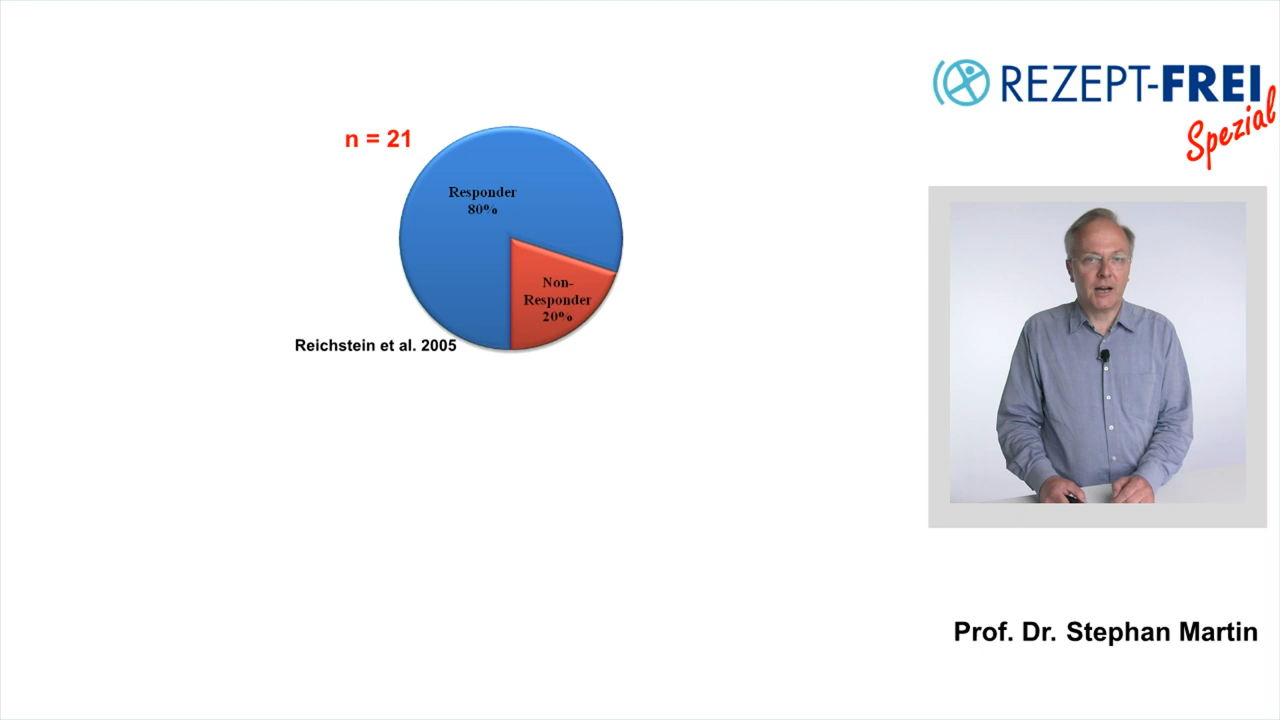 REZEPT-FREI
Spezial
n = 21
Responder
80%
Non-
Responder
20%
Reichstein et al. 2005
Prof. Dr. Stephan Martin